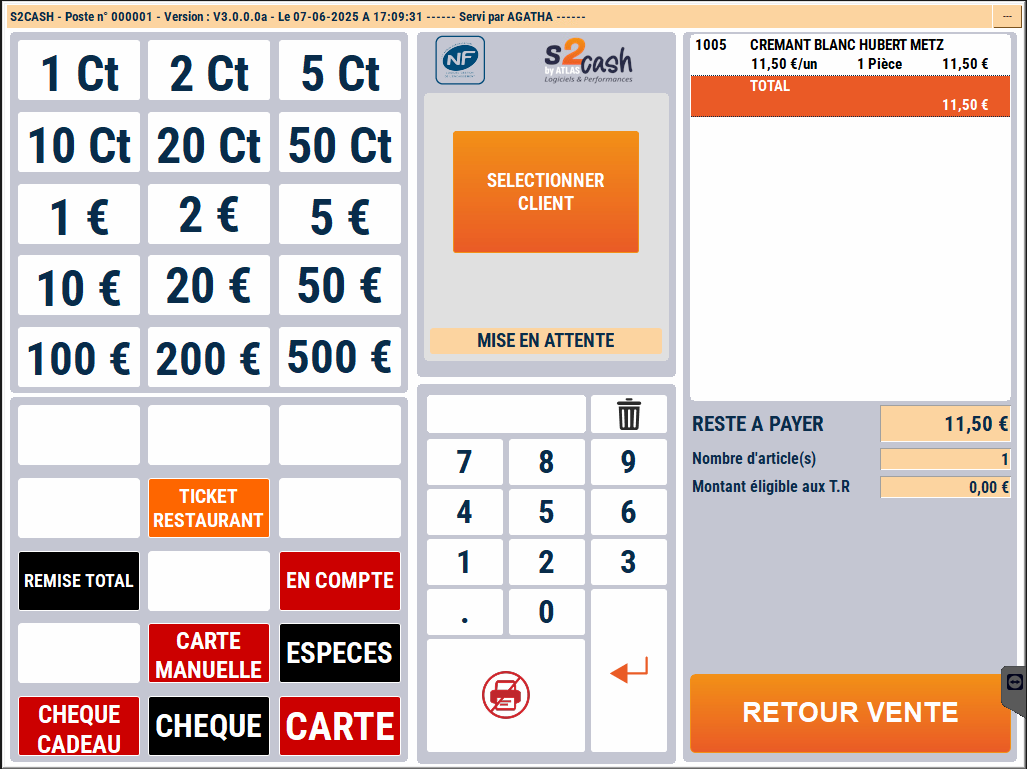 S2CASH - Poste n° 000001 - Version : V3.0.0.0a - Le 07-06-2025 A 17:09:31 ------ Servi par AGATHA ------
1 Ct 2 Ct 5 Ct
10 Ct 20 Ct 50 Ct
1 € 2 € 5 €
10 € 20 € 50 €
100 € 200 € 500 €
TICKET
RESTAURANT
REMISE TOTAL
EN COMPTE
CARTE
MANUELLE
ESPECES
CHEQUE
CADEAU
CHEQUE
CARTE
NF
S2cash
by ATLAS
Logiciels & Performances
SELECTIONNER
CLIENT
MISE EN ATTENTE
7 8 9
4 5 6
1 2 3
. 0
1005 CREMANT BLANC HUBERT METZ
11,50 €/un 1 Pièce 11,50 €
TOTAL
11,50 €
RESTE A PAYER 11,50 €
Nombre d'article(s) 1
Montant éligible aux T.R 0,00 €
RETOUR VENTE